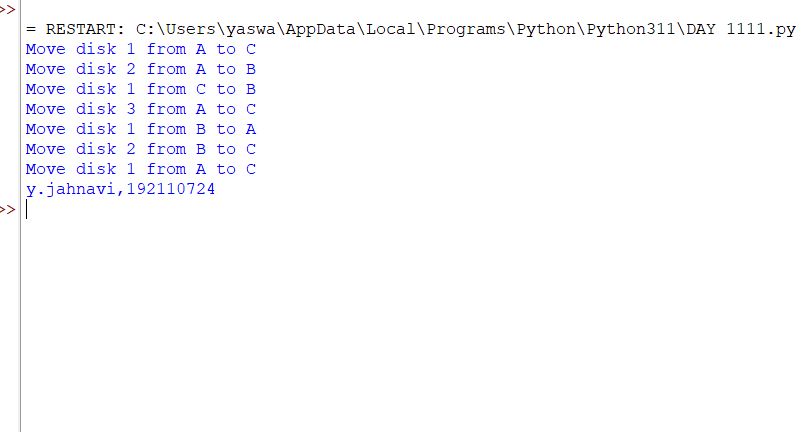 >>
= RESTART: C:\Users\yaswa\AppData\Local\Programs\Python\Python311\DAY 1111.py
Move disk 1 from A to C
Move disk 2 from A to B
Move disk 1 from C to B
Move disk 3 from A to C
Move disk 1 from B to A
Move disk 2 from B to C
Move disk 1 from A to C
y.jahnavi,192110724
>>